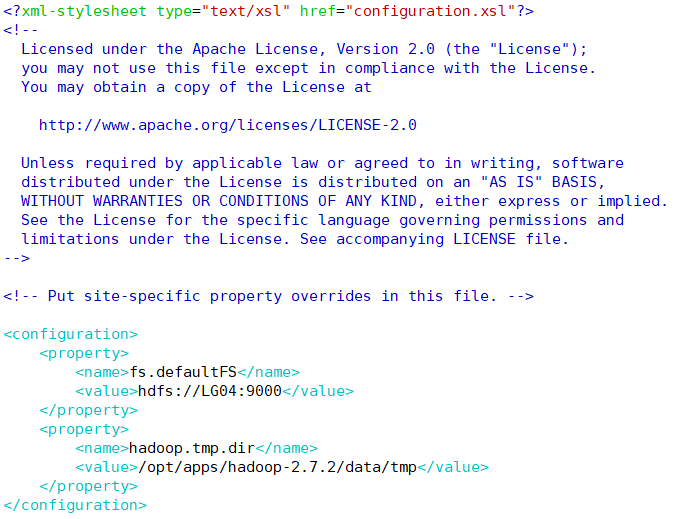 <?xml-stylesheet type="text/xsl" href="configuration.xsl"?>
<!--
  Licensed under the Apache License, Version 2.0 (the "License");
  you may not use this file except in compliance with the License.
  You may obtain a copy of the License at

    http://www.apache.org/licenses/LICENSE-2.0

  Unless required by applicable law or agreed to in writing, software
  distributed under the License is distributed on an "AS IS" BASIS,
  WITHOUT WARRANTIES OR CONDITIONS OF ANY KIND, either express or implied.
  See the License for the specific language governing permissions and
  limitations under the License. See accompanying LICENSE file.
-->

<!-- Put site-specific property overrides in this file. -->

<configuration>
    <property>
        <name>fs.defaultFS</name>
        <value>hdfs://LG04:9000</value>
    </property>
    <property>
        <name>hadoop.tmp.dir</name>
        <value>/opt/apps/hadoop-2.7.2/data/tmp</value>
    </property>
</configuration>